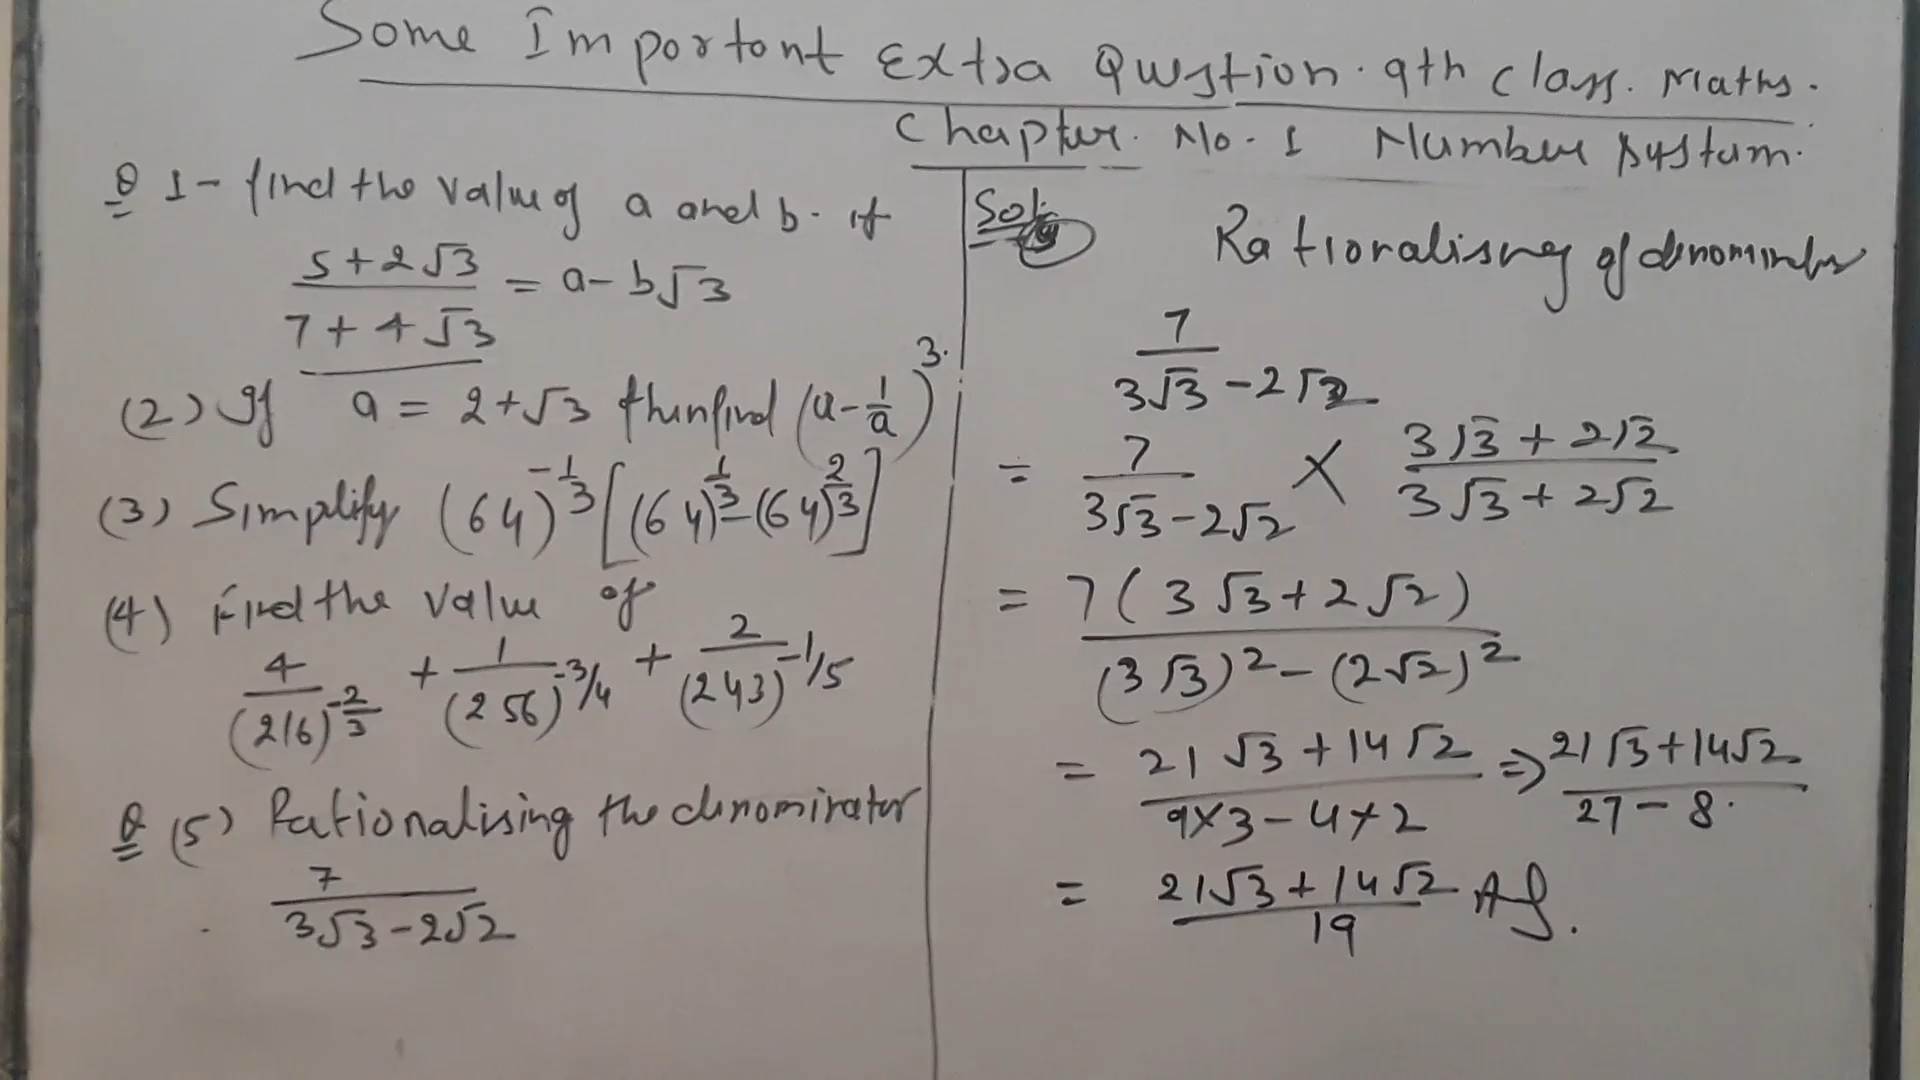 Some Important Extra Question. 9th class. Maths.
Chapter. No. 1 Number System.
Q 1- find the value of a and b. if
5+2√3 / 7+4√3 = a-b√3
(2) If a = 2+√3 then find (a-1/a)^3.
(3) Simplify (64)^-1/3 [(64)^1/3-(64)^2/3]
(4) Find the value of
4/(216)^-2/3 + 1/(256)^-3/4 + 2/(243)^-1/5
Q (5) Rationalising the denominator
7/3√3-2√2
Sol.
Rationalising of denominator
7/3√3-2√2
= 7/3√3-2√2 × 3√3+2√2/3√3+2√2
= 7(3√3+2√2)/(3√3)²-(2√2)²
= 21√3+14√2/9×3-4×2 ⇒ 21√3+14√2/27-8.
= 21√3+14√2/19